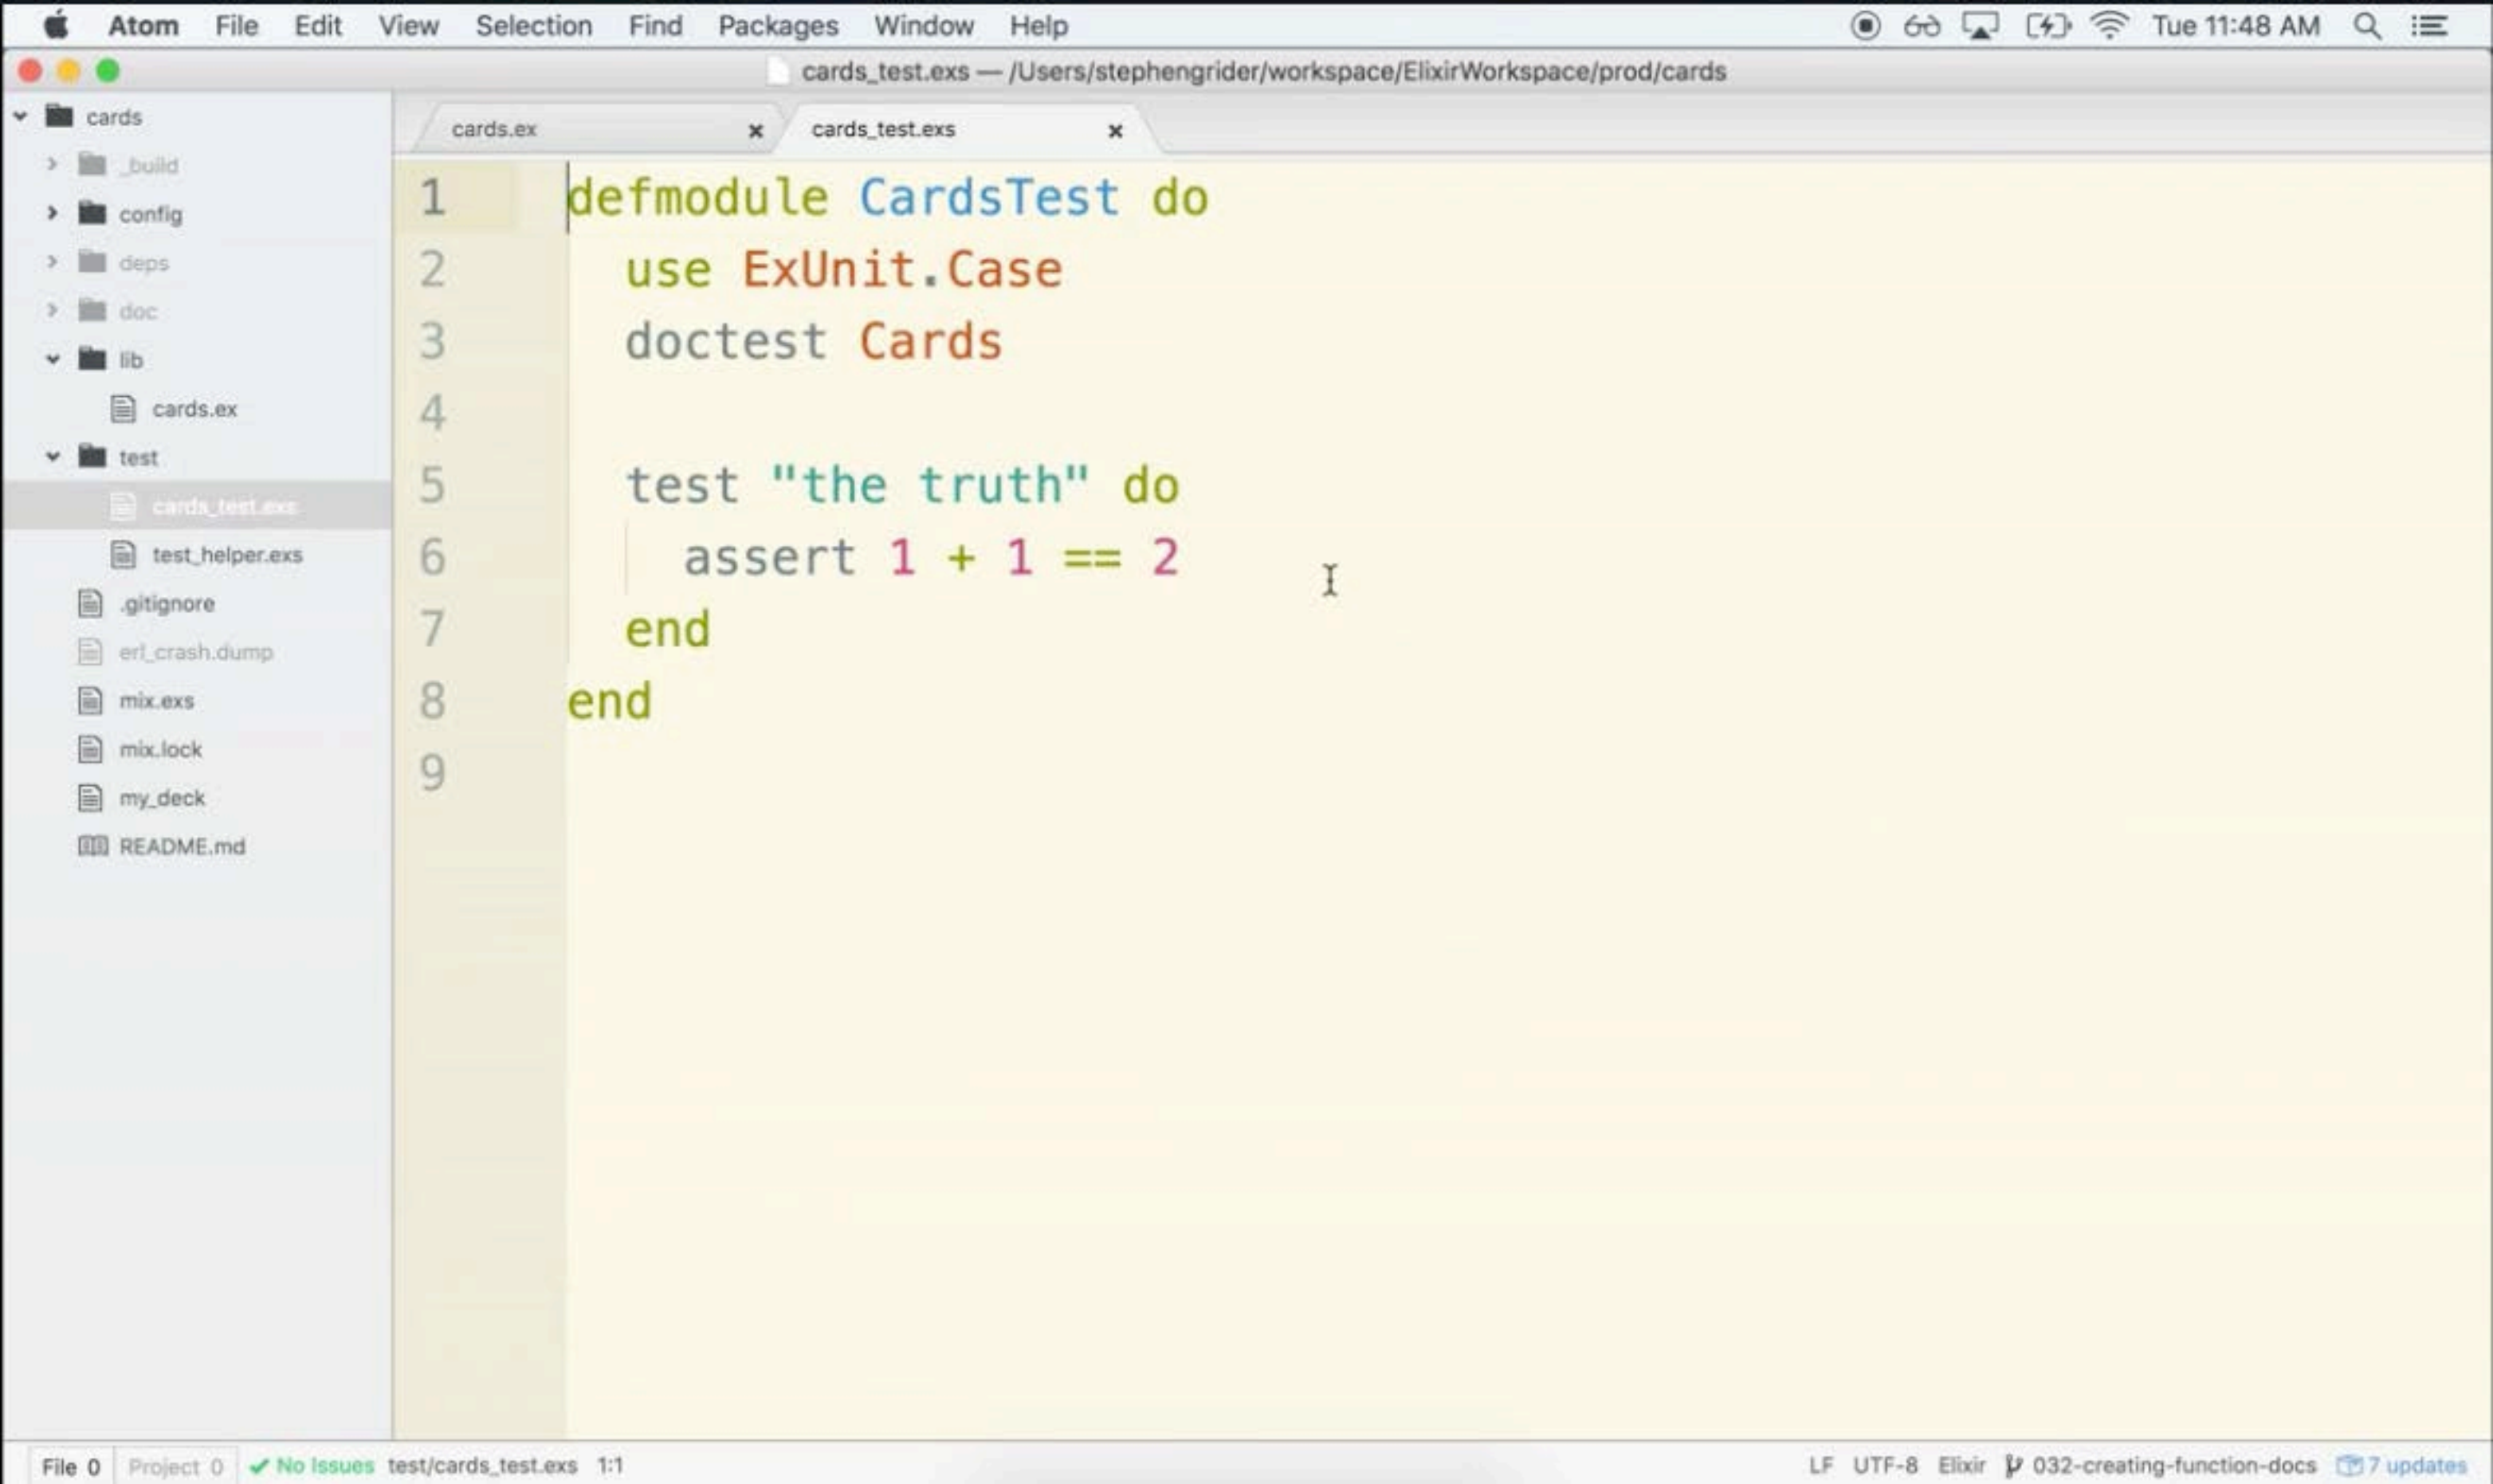 Atom File Edit View Selection Find Packages Window Help Tue 11:48 AM
cards_test.exs — /Users/stephengrider/workspace/ElixirWorkspace/prod/cards
cards
_build
config
deps
doc
lib
cards.ex
test
cards_test.exs
test_helper.exs
.gitignore
erl_crash.dump
mix.exs
mix.lock
my_deck
README.md
cards.ex cards_test.exs
1 defmodule CardsTest do
2 use ExUnit.Case
3 doctest Cards
4
5 test "the truth" do
6 assert 1 + 1 == 2
7 end
8 end
9
File 0 Project 0 No Issues test/cards_test.exs 1:1 LF UTF-8 Elixir 032-creating-function-docs 7 updates